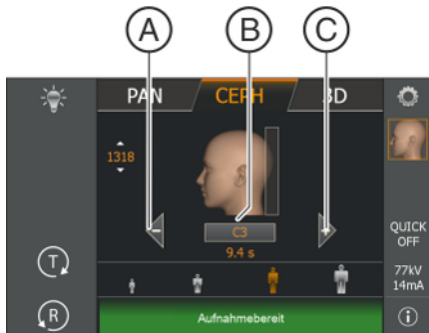 A B C
PAN CEPH 3D
1318
C3
9.4 s
QUICK
OFF
T
77kV
14mA
R
Aufnahmebereit
i